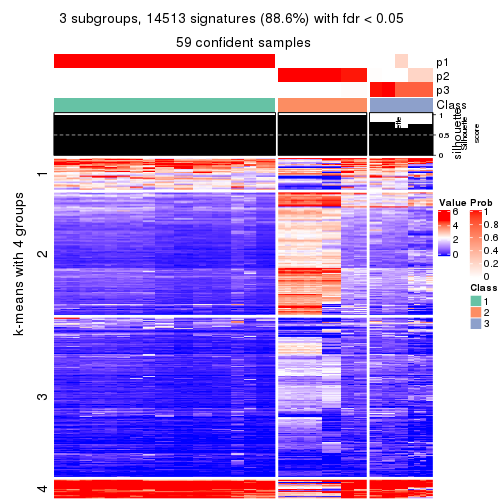 3 subgroups, 14513 signatures (88.6%) with fdr < 0.05
59 confident samples
p1
p2
p3
Class
1
0.5
0
silhouette
Silhouette
score
k-means with 4 groups
1
2
3
4
Value
6
4
2
0
Prob
1
0.8
0.6
0.4
0.2
0
Class
1
2
3